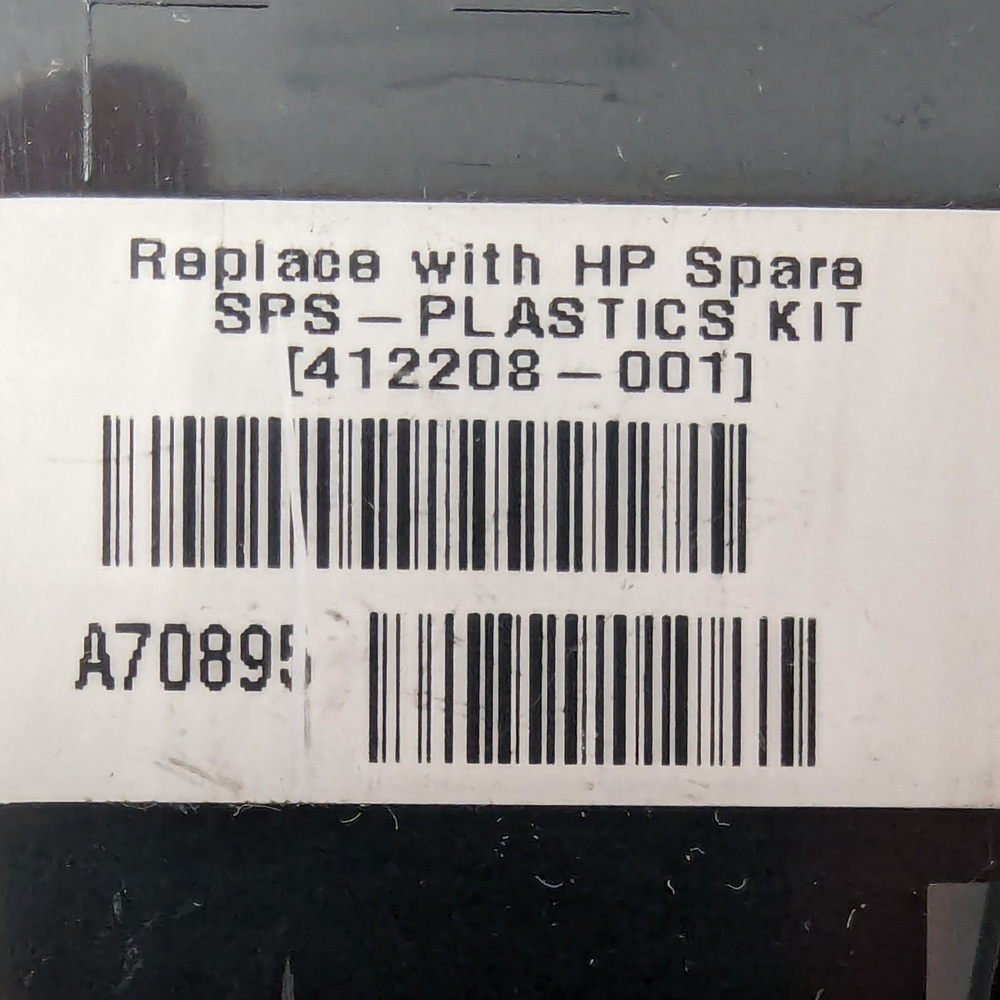 Replace with HP Spare
SPS-PLASTICS KIT
[412208-001]
A70895